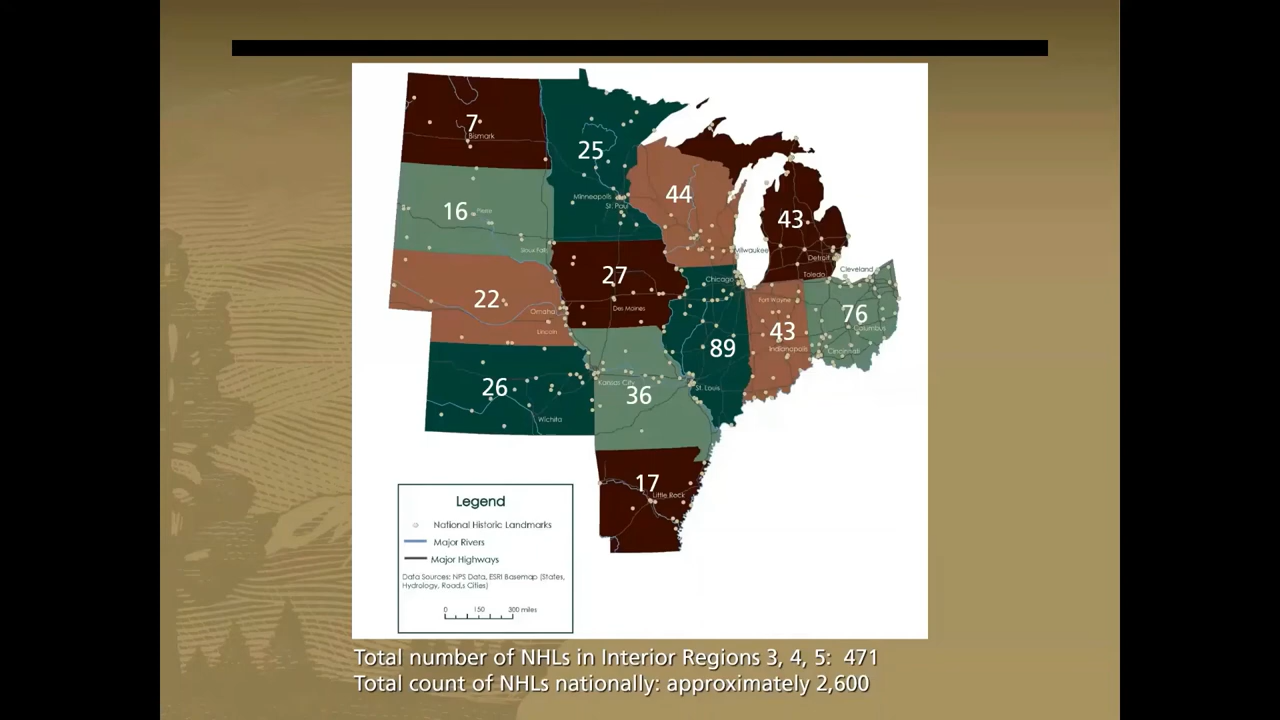 7
Bismark
25
Minneapolis
St. Paul
44
16
Pierre
43
Sioux Falls
Milwaukee
Detroit
27
Chicago
Toledo
Cleveland
22
Omaha
Des Moines
Fort Wayne
76
Columbus
Lincoln
43
Indianapolis
Cincinnati
89
26
Kansas City
St. Louis
36
Wichita
17
Little Rock
Legend
National Historic Landmarks
Major Rivers
Major Highways
Data Sources: NPS Data, ESRI Basemap (States,
Hydrology, Road,s Cities)
0 150 300 miles
Total number of NHLs in Interior Regions 3, 4, 5: 471
Total count of NHLs nationally: approximately 2,600